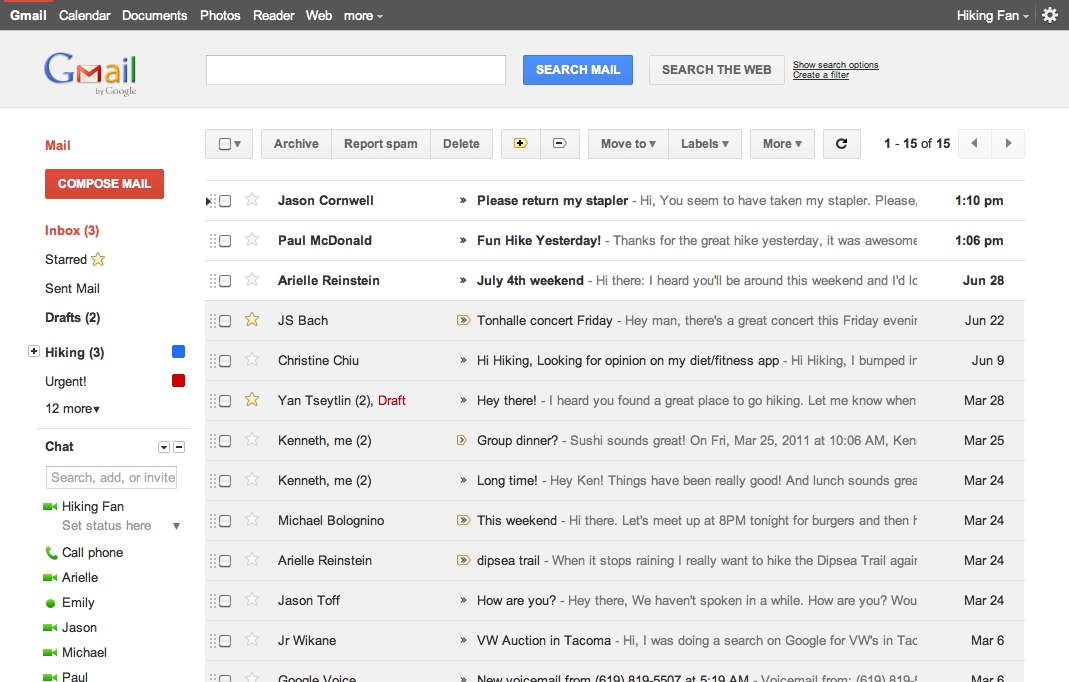 Gmail Calendar Documents Photos Reader Web more Hiking Fan
Gmail
by Google
SEARCH MAIL SEARCH THE WEB
Show search options
Create a filter
Mail
COMPOSE MAIL
Inbox (3)
Starred
Sent Mail
Drafts (2)
Hiking (3)
Urgent!
12 more▾
Chat
Search, add, or invite
Hiking Fan
Set status here
Call phone
Arielle
Emily
Jason
Michael
Paul
Archive Report spam Delete Move to ▾ Labels ▾ More ▾ 1 - 15 of 15
Jason Cornwell » Please return my stapler - Hi, You seem to have taken my stapler. Please, 1:10 pm
Paul McDonald » Fun Hike Yesterday! - Thanks for the great hike yesterday, it was awesome 1:06 pm
Arielle Reinstein » July 4th weekend - Hi there: I heard you'll be around this weekend and I'd lo Jun 28
JS Bach » Tonhalle concert Friday - Hey man, there's a great concert this Friday evenin Jun 22
Christine Chiu » Hi Hiking, Looking for opinion on my diet/fitness app - Hi Hiking, I bumped in Jun 9
Yan Tseytlin (2), Draft » Hey there! - I heard you found a great place to go hiking. Let me know when Mar 28
Kenneth, me (2) » Group dinner? - Sushi sounds great! On Fri, Mar 25, 2011 at 10:06 AM, Ken Mar 25
Kenneth, me (2) » Long time! - Hey Ken! Things have been really good! And lunch sounds grea Mar 24
Michael Bolognino » This weekend - Hi there. Let's meet up at 8PM tonight for burgers and then h Mar 24
Arielle Reinstein » dipsea trail - When it stops raining I really want to hike the Dipsea Trail agair Mar 24
Jason Toff » How are you? - Hey there, We haven't spoken in a while. How are you? Wou Mar 24
Jr Wikane » VW Auction in Tacoma - Hi, I was doing a search on Google for VW's in Tac Mar 6
Google Voice » New voicemail from (619) 819-5507 at 5:19 AM - Voicemail from: (619) 819-5 Mar 6